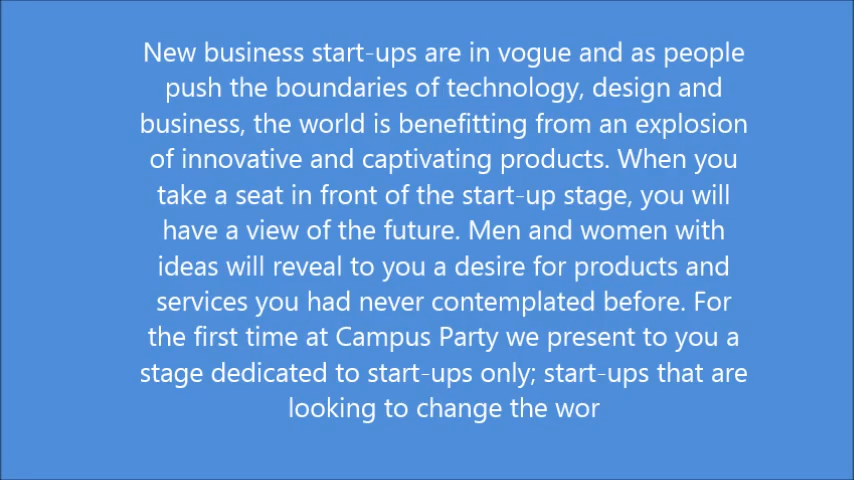 New business start-ups are in vogue and as people
push the boundaries of technology, design and
business, the world is benefitting from an explosion
of innovative and captivating products. When you
take a seat in front of the start-up stage, you will
have a view of the future. Men and women with
ideas will reveal to you a desire for products and
services you had never contemplated before. For
the first time at Campus Party we present to you a
stage dedicated to start-ups only; start-ups that are
looking to change the wor